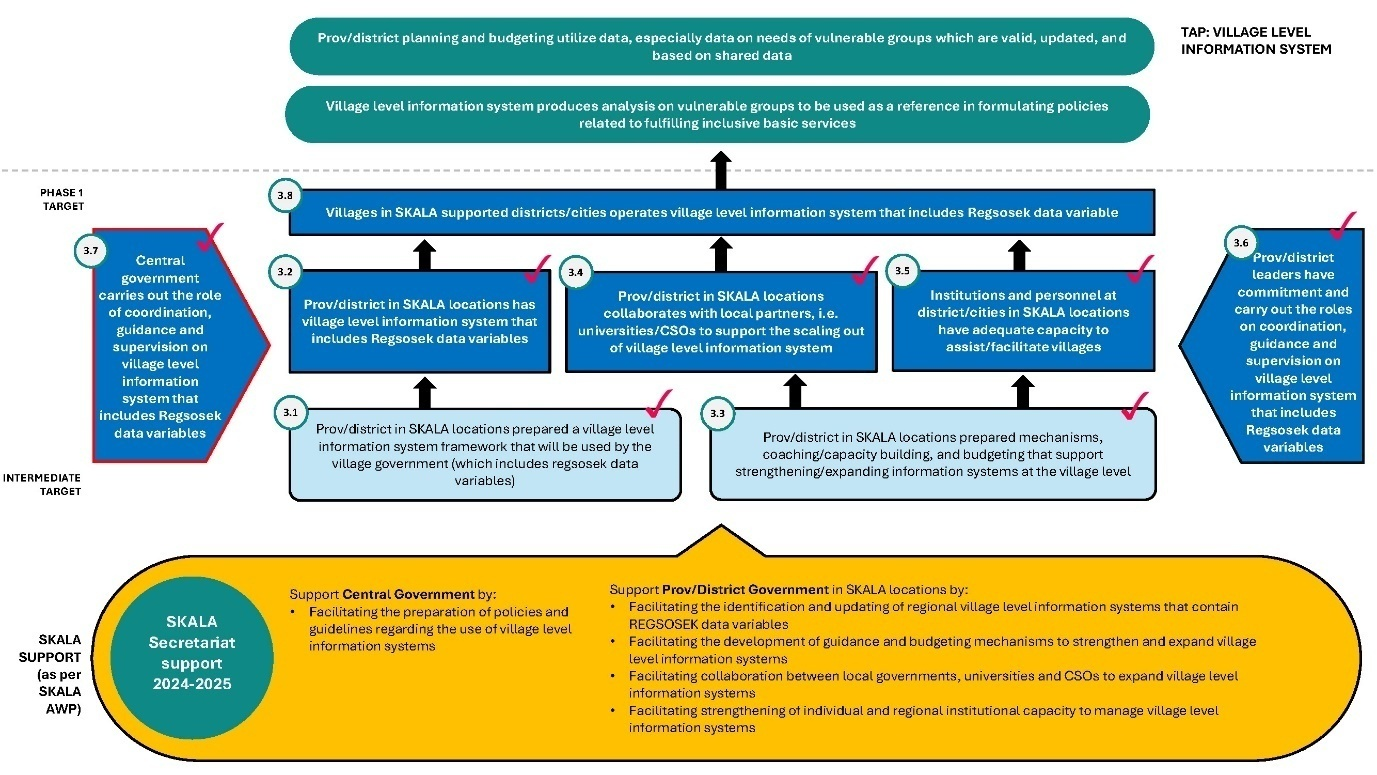 Prov/district planning and budgeting utilize data, especially data on needs of vulnerable groups which are valid, updated, and
based on shared data
TAP: VILLAGE LEVEL
INFORMATION SYSTEM
Village level information system produces analysis on vulnerable groups to be used as a reference in formulating policies
related to fulfilling inclusive basic services
PHASE 1
TARGET
3.8
Villages in SKALA supported districts/cities operates village level information system that includes Regsosek data variable
3.7
Central
government
carries out the role
of coordination,
guidance and
supervision on
village level
information
system that
includes Regsosek
data variables
3.2
Prov/district in SKALA locations has
village level information system that
includes Regsosek data variables
3.4
Prov/district in SKALA locations
collaborates with local partners, i.e.
universities/CSOs to support the scaling out
of village level information system
3.5
Institutions and personnel at
district/cities in SKALA locations
have adequate capacity to
assist/facilitate villages
3.6
Prov/district
leaders have
commitment and
carry out the roles
on coordination,
guidance and
supervision on
village level
information system
that includes
Regsosek data
variables
3.1
Prov/district in SKALA locations prepared a village level
information system framework that will be used by the
village government (which includes regsosek data
variables)
3.3
Prov/district in SKALA locations prepared mechanisms,
coaching/capacity building, and budgeting that support
strengthening/expanding information systems at the village level
INTERMEDIATE
TARGET
SKALA
SUPPORT
(as per
SKALA
AWP)
SKALA
Secretariat
support
2024-2025
Support Central Government by:
• Facilitating the preparation of policies and
guidelines regarding the use of village level
information systems
Support Prov/District Government in SKALA locations by:
• Facilitating the identification and updating of regional village level information systems that contain
REGSOSEK data variables
• Facilitating the development of guidance and budgeting mechanisms to strengthen and expand village
level information systems
• Facilitating collaboration between local governments, universities and CSOs to expand village level
information systems
• Facilitating strengthening of individual and regional institutional capacity to manage village level
information systems